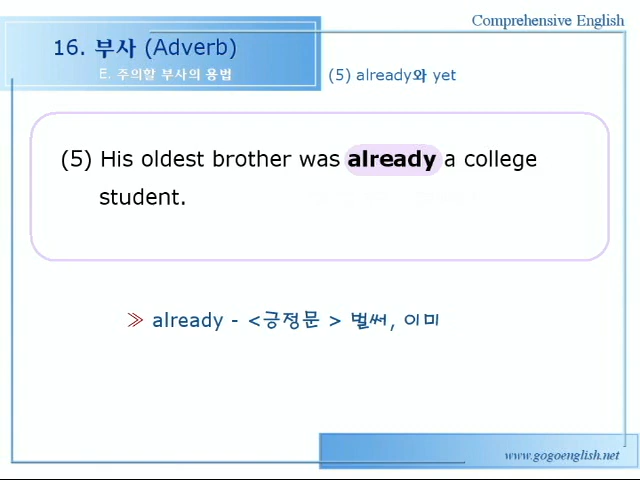 Comprehensive English
16. 부사 (Adverb)
E. 주의할 부사의 용법
(5) already와 yet
(5) His oldest brother was already a college
student.
≫ already - <긍정문 > 벌써, 이미
www.gogoenglish.net